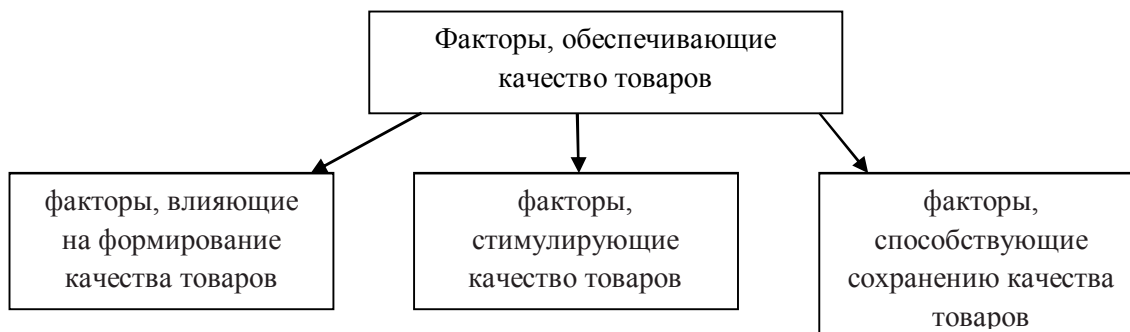 Факторы, обеспечивающие
качество товаров
факторы, влияющие
на формирование
качества товаров
факторы,
стимулирующие
качество товаров
факторы,
способствующие
сохранению качества
товаров